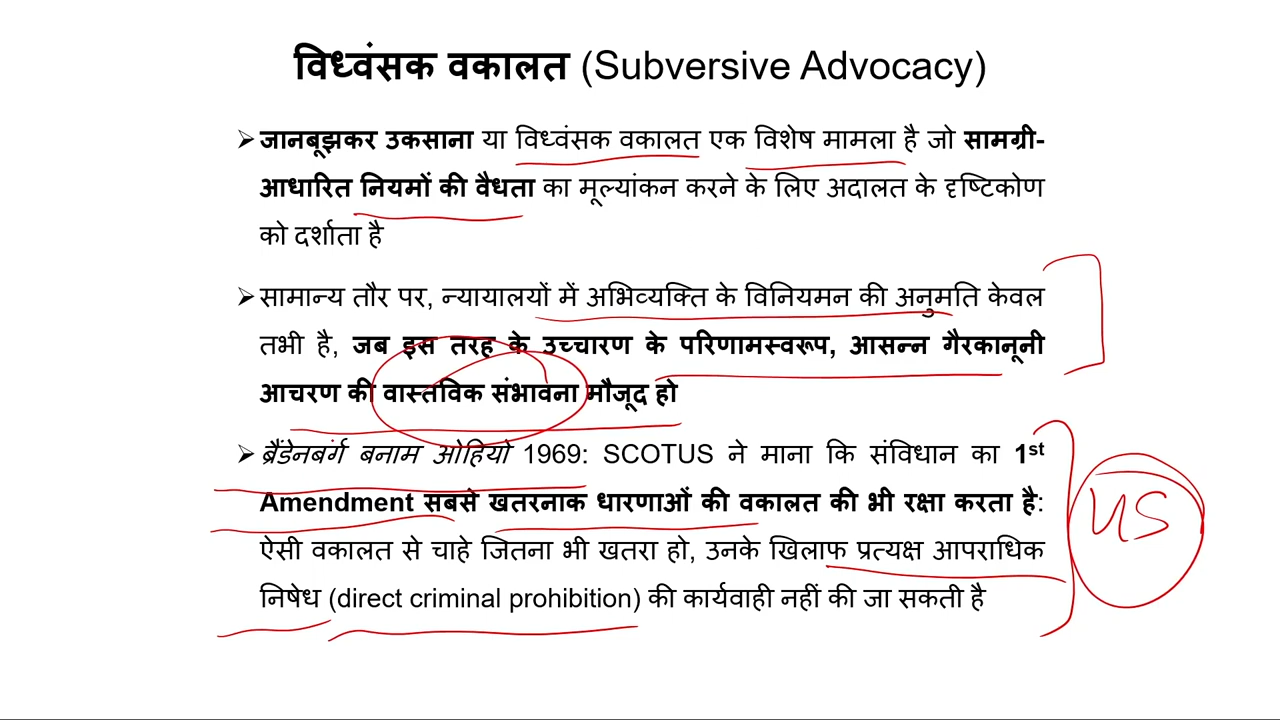 विध्वंसक वकालत (Subversive Advocacy)
➢ जानबूझकर उकसाना या विध्वंसक वकालत एक विशेष मामला है जो सामग्री-
आधारित नियमों की वैधता का मूल्यांकन करने के लिए अदालत के दृष्टिकोण
को दर्शाता है
➢ सामान्य तौर पर, न्यायालयों में अभिव्यक्ति के विनियमन की अनुमति केवल
तभी है, जब इस तरह के उच्चारण के परिणामस्वरूप, आसन्न गैरकानूनी
आचरण की वास्तविक संभावना मौजूद हो
➢ ब्रैंडेनबर्ग बनाम ओहियो 1969: SCOTUS ने माना कि संविधान का 1st
Amendment सबसे खतरनाक धारणाओं की वकालत की भी रक्षा करता है:
ऐसी वकालत से चाहे जितना भी खतरा हो, उनके खिलाफ प्रत्यक्ष आपराधिक
निषेध (direct criminal prohibition) की कार्यवाही नहीं की जा सकती है
US